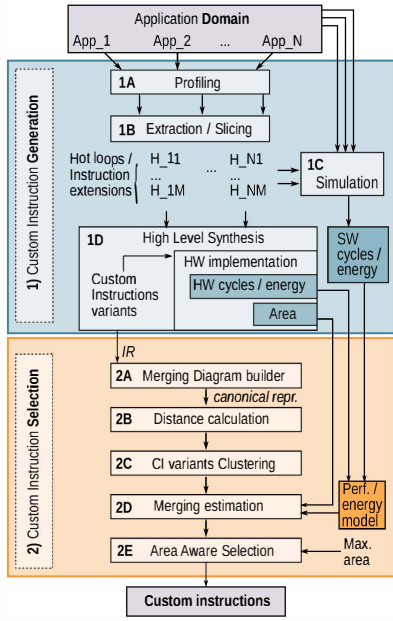 Application Domain
App_1 App_2 ... App_N
1) Custom Instruction Generation
1A Profiling
1B Extraction / Slicing
Hot loops /
Instruction
extensions
H_11 ... H_N1
...
H_1M ... H_NM
1C
Simulation
1D High Level Synthesis
Custom
Instructions
variants
HW implementation
HW cycles / energy
Area
SW
cycles /
energy
IR
2) Custom Instruction Selection
2A Merging Diagram builder
canonical repr.
2B Distance calculation
2C CI variants Clustering
2D Merging estimation
Perf. /
energy
model
2E Area Aware Selection
Max.
area
Custom instructions